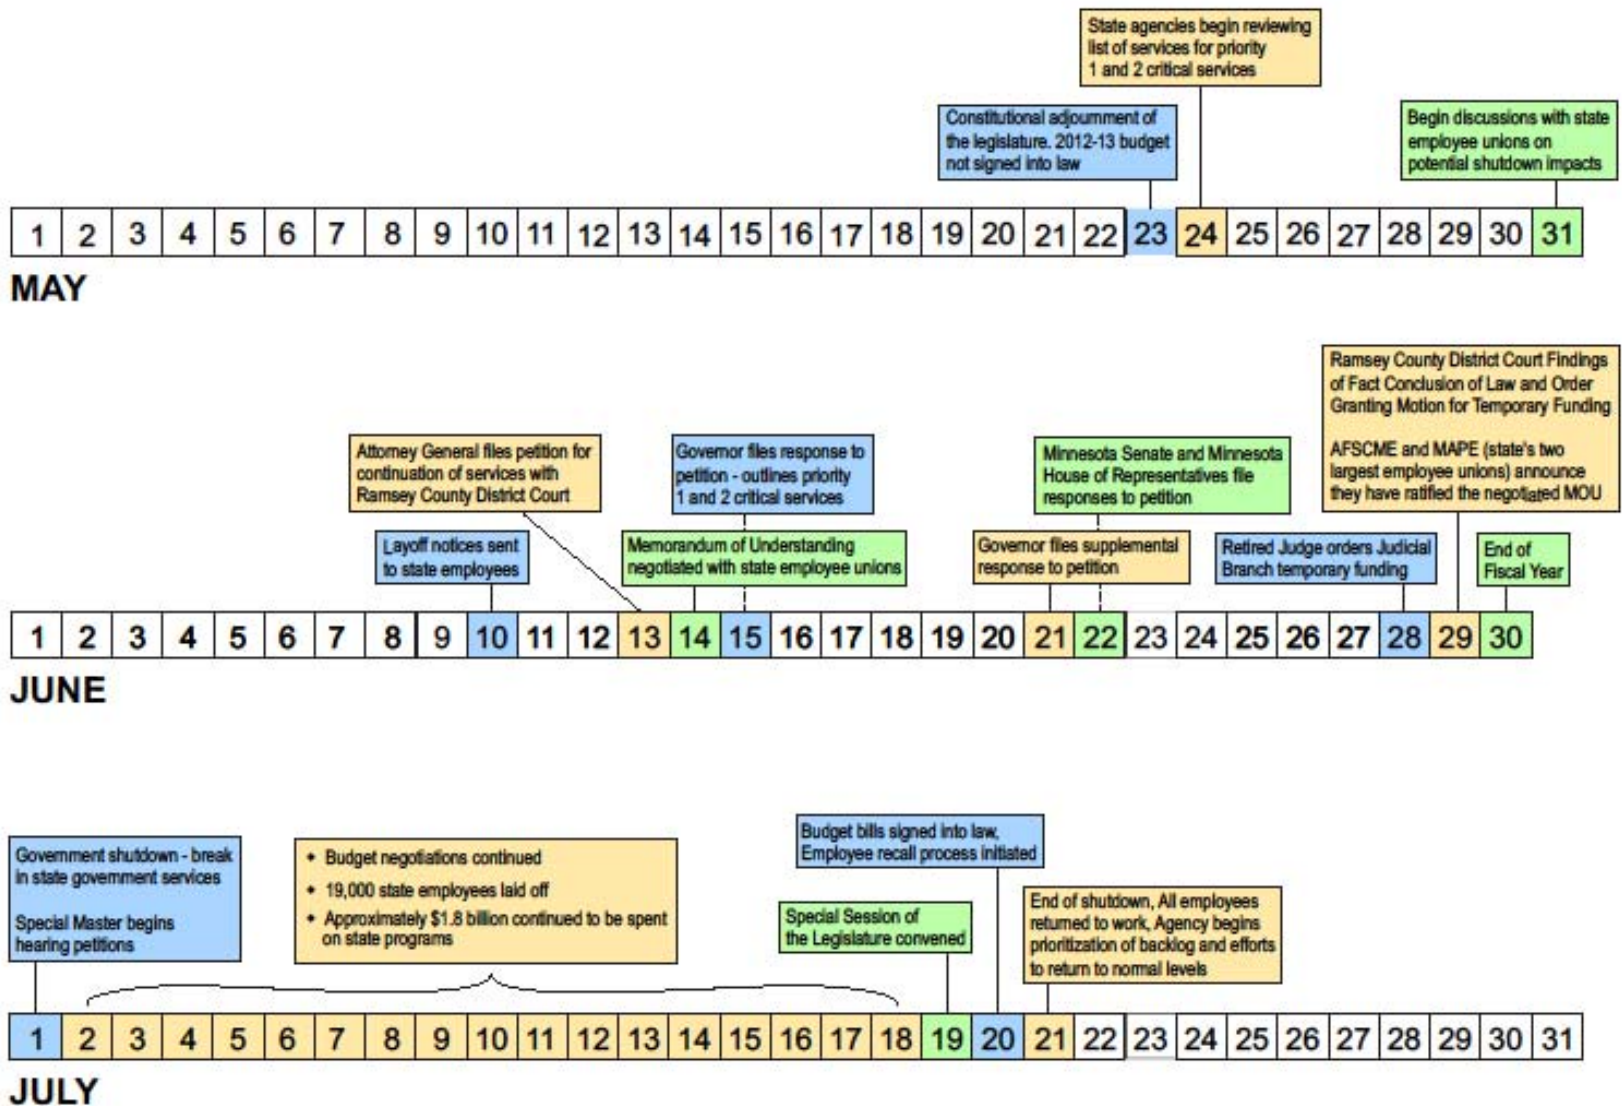 State agencies begin reviewing
list of services for priority
1 and 2 critical services
Constitutional adjournment of
the legislature. 2012-13 budget
not signed into law
Begin discussions with state
employee unions on
potential shutdown impacts
1 2 3 4 5 6 7 8 9 10 11 12 13 14 15 16 17 18 19 20 21 22 23 24 25 26 27 28 29 30 31
MAY
Ramsey County District Court Findings
of Fact Conclusion of Law and Order
Granting Motion for Temporary Funding
AFSCME and MAPE (state's two
largest employee unions) announce
they have ratified the negotiated MOU
Attorney General files petition for
continuation of services with
Ramsey County District Court
Governor files response to
petition - outlines priority
1 and 2 critical services
Minnesota Senate and Minnesota
House of Representatives file
responses to petition
Layoff notices sent
to state employees
Memorandum of Understanding
negotiated with state employee unions
Governor files supplemental
response to petition
Retired Judge orders Judicial
Branch temporary funding
End of
Fiscal Year
1 2 3 4 5 6 7 8 9 10 11 12 13 14 15 16 17 18 19 20 21 22 23 24 25 26 27 28 29 30
JUNE
Government shutdown - break
in state government services
Special Master begins
hearing petitions
• Budget negotiations continued
• 19,000 state employees laid off
• Approximately $1.8 billion continued to be spent
on state programs
Budget bills signed into law,
Employee recall process initiated
Special Session of
the Legislature convened
End of shutdown, All employees
returned to work, Agency begins
prioritization of backlog and efforts
to return to normal levels
1 2 3 4 5 6 7 8 9 10 11 12 13 14 15 16 17 18 19 20 21 22 23 24 25 26 27 28 29 30 31
JULY